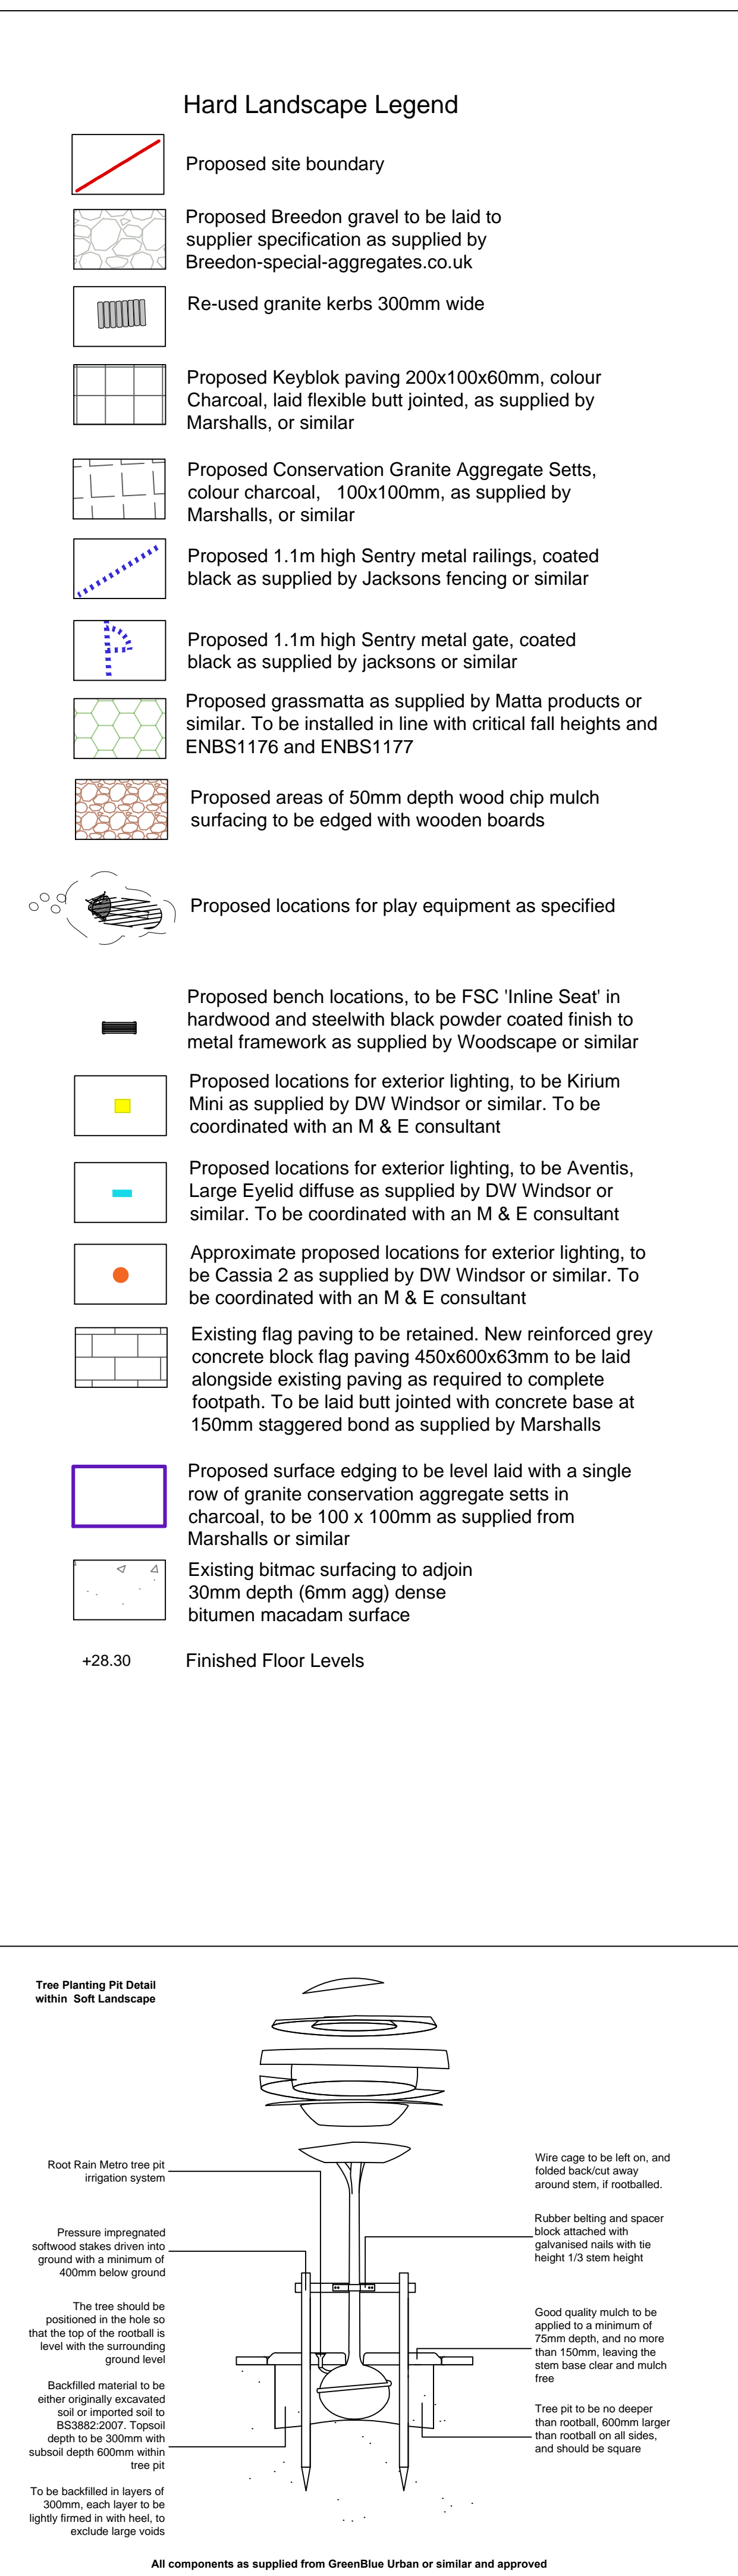 Hard Landscape Legend
Proposed site boundary
Proposed Breedon gravel to be laid to
supplier specification as supplied by
Breedon-special-aggregates.co.uk
Re-used granite kerbs 300mm wide
Proposed Keyblok paving 200x100x60mm, colour
Charcoal, laid flexible butt jointed, as supplied by
Marshalls, or similar
Proposed Conservation Granite Aggregate Setts,
colour charcoal, 100x100mm, as supplied by
Marshalls, or similar
Proposed 1.1m high Sentry metal railings, coated
black as supplied by Jacksons fencing or similar
Proposed 1.1m high Sentry metal gate, coated
black as supplied by jacksons or similar
Proposed grassmatta as supplied by Matta products or
similar. To be installed in line with critical fall heights and
ENBS1176 and ENBS1177
Proposed areas of 50mm depth wood chip mulch
surfacing to be edged with wooden boards
Proposed locations for play equipment as specified
Proposed bench locations, to be FSC 'Inline Seat' in
hardwood and steelwith black powder coated finish to
metal framework as supplied by Woodscape or similar
Proposed locations for exterior lighting, to be Kirium
Mini as supplied by DW Windsor or similar. To be
coordinated with an M & E consultant
Proposed locations for exterior lighting, to be Aventis,
Large Eyelid diffuse as supplied by DW Windsor or
similar. To be coordinated with an M & E consultant
Approximate proposed locations for exterior lighting, to
be Cassia 2 as supplied by DW Windsor or similar. To
be coordinated with an M & E consultant
Existing flag paving to be retained. New reinforced grey
concrete block flag paving 450x600x63mm to be laid
alongside existing paving as required to complete
footpath. To be laid butt jointed with concrete base at
150mm staggered bond as supplied by Marshalls
Proposed surface edging to be level laid with a single
row of granite conservation aggregate setts in
charcoal, to be 100 x 100mm as supplied from
Marshalls or similar
Existing bitmac surfacing to adjoin
30mm depth (6mm agg) dense
bitumen macadam surface
+28.30 Finished Floor Levels
Tree Planting Pit Detail
within Soft Landscape
Root Rain Metro tree pit
irrigation system
Pressure impregnated
softwood stakes driven into
ground with a minimum of
400mm below ground
The tree should be
positioned in the hole so
that the top of the rootball is
level with the surrounding
ground level
Backfilled material to be
either originally excavated
soil or imported soil to
BS3882:2007. Topsoil
depth to be 300mm with
subsoil depth 600mm within
tree pit
To be backfilled in layers of
300mm, each layer to be
lightly firmed in with heel, to
exclude large voids
Wire cage to be left on, and
folded back/cut away
around stem, if rootballed.
Rubber belting and spacer
block attached with
galvanised nails with tie
height 1/3 stem height
Good quality mulch to be
applied to a minimum of
75mm depth, and no more
than 150mm, leaving the
stem base clear and mulch
free
Tree pit to be no deeper
than rootball, 600mm larger
than rootball on all sides,
and should be square
All components as supplied from GreenBlue Urban or similar and approved